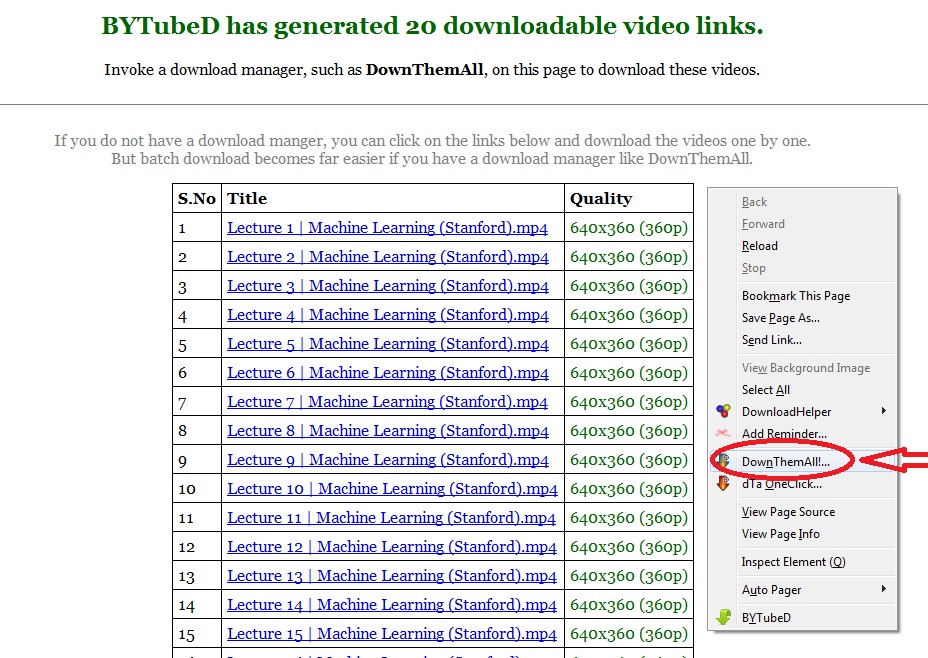 BYTubeD has generated 20 downloadable video links.
Invoke a download manager, such as DownThemAll, on this page to download these videos.
If you do not have a download manger, you can click on the links below and download the videos one by one.
But batch download becomes far easier if you have a download manager like DownThemAll.
S.No Title Quality
1 Lecture 1 | Machine Learning (Stanford).mp4 640x360 (360p)
2 Lecture 2 | Machine Learning (Stanford).mp4 640x360 (360p)
3 Lecture 3 | Machine Learning (Stanford).mp4 640x360 (360p)
4 Lecture 4 | Machine Learning (Stanford).mp4 640x360 (360p)
5 Lecture 5 | Machine Learning (Stanford).mp4 640x360 (360p)
6 Lecture 6 | Machine Learning (Stanford).mp4 640x360 (360p)
7 Lecture 7 | Machine Learning (Stanford).mp4 640x360 (360p)
8 Lecture 8 | Machine Learning (Stanford).mp4 640x360 (360p)
9 Lecture 9 | Machine Learning (Stanford).mp4 640x360 (360p)
10 Lecture 10 | Machine Learning (Stanford).mp4 640x360 (360p)
11 Lecture 11 | Machine Learning (Stanford).mp4 640x360 (360p)
12 Lecture 12 | Machine Learning (Stanford).mp4 640x360 (360p)
13 Lecture 13 | Machine Learning (Stanford).mp4 640x360 (360p)
14 Lecture 14 | Machine Learning (Stanford).mp4 640x360 (360p)
15 Lecture 15 | Machine Learning (Stanford).mp4 640x360 (360p)
Back
Forward
Reload
Stop
Bookmark This Page
Save Page As...
Send Link...
View Background Image
Select All
DownloadHelper
Add Reminder...
DownThemAll!...
dTa OneClick...
View Page Source
View Page Info
Inspect Element (Q)
Auto Pager
BYTubeD